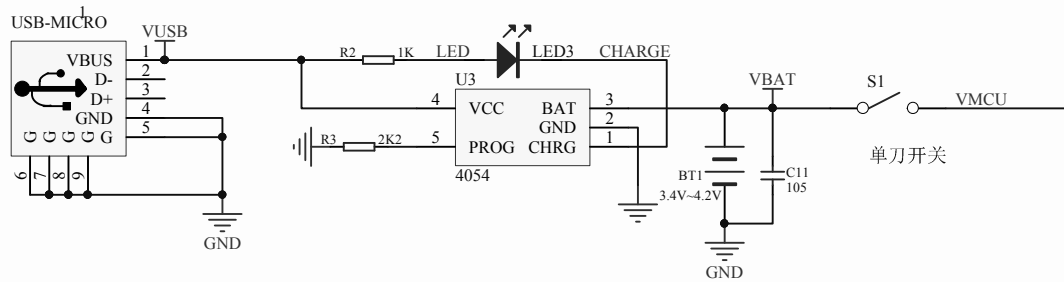 1
USB-MICRO
VUSB
VBUS 1
D- 2
D+ 3
GND 4
G 5
G G G G
6 7 8 9
GND
R2 1K
LED
LED3
CHARGE
U3
4 VCC
BAT 3
GND 2
R3 2K2
5 PROG
CHRG 1
4054
GND
VBAT
BT1
3.4V~4.2V
C11
105
GND
S1
VMCU
单刀开关